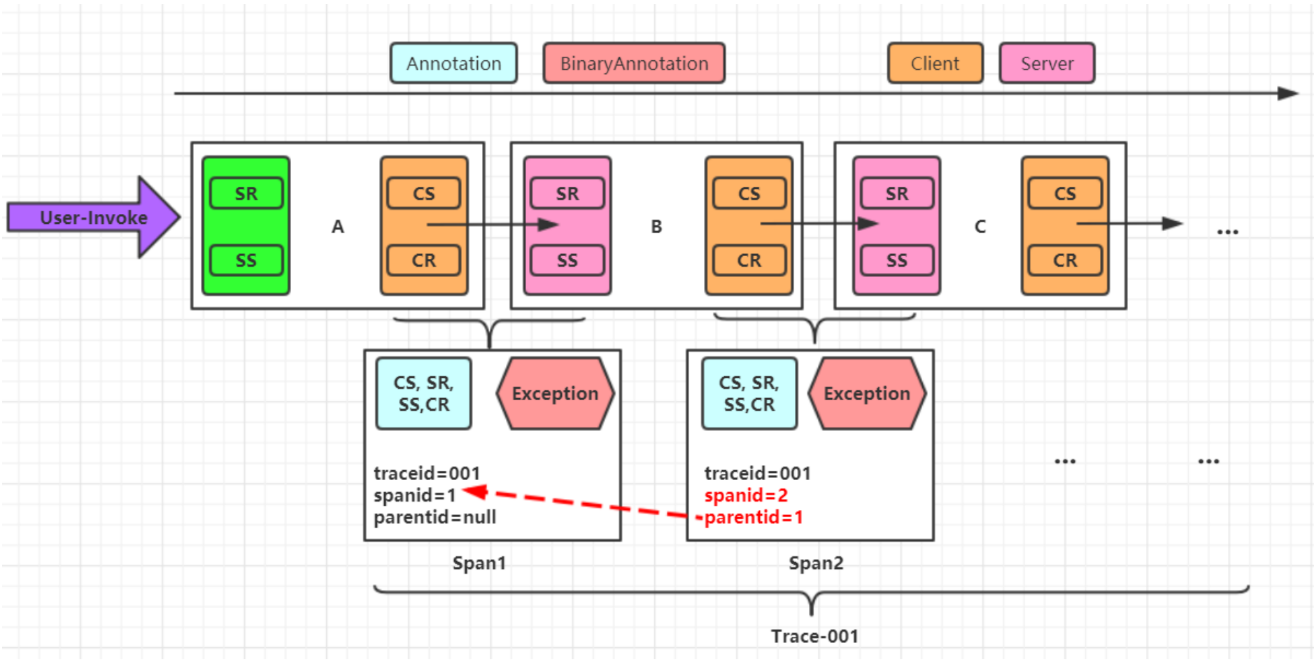 Annotation
BinaryAnnotation
Client
Server
User-Invoke
SR
SS
A
CS
CR
SR
SS
B
CS
CR
SR
SS
C
CS
CR
...
CS, SR,
SS,CR
Exception
traceid=001
spanid=1
parentid=null
Span1
CS, SR,
SS,CR
Exception
traceid=001
spanid=2
parentid=1
Span2
...
...
Trace-001